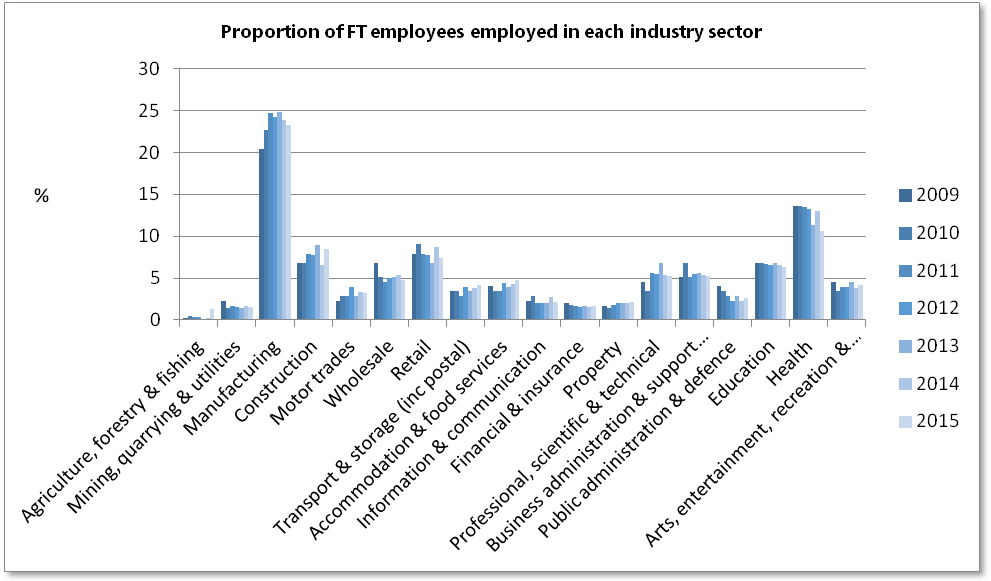 Proportion of FT employees employed in each industry sector
30
25
20
15
10
5
0
%
Agriculture, forestry & fishing
Mining, quarrying & utilities
Manufacturing
Construction
Motor trades
Wholesale
Retail
Transport & storage (inc postal)
Accommodation & food services
Information & communication
Financial & insurance
Property
Professional, scientific & technical
Business administration & support...
Public administration & defence
Education
Health
Arts, entertainment, recreation &...
2009
2010
2011
2012
2013
2014
2015